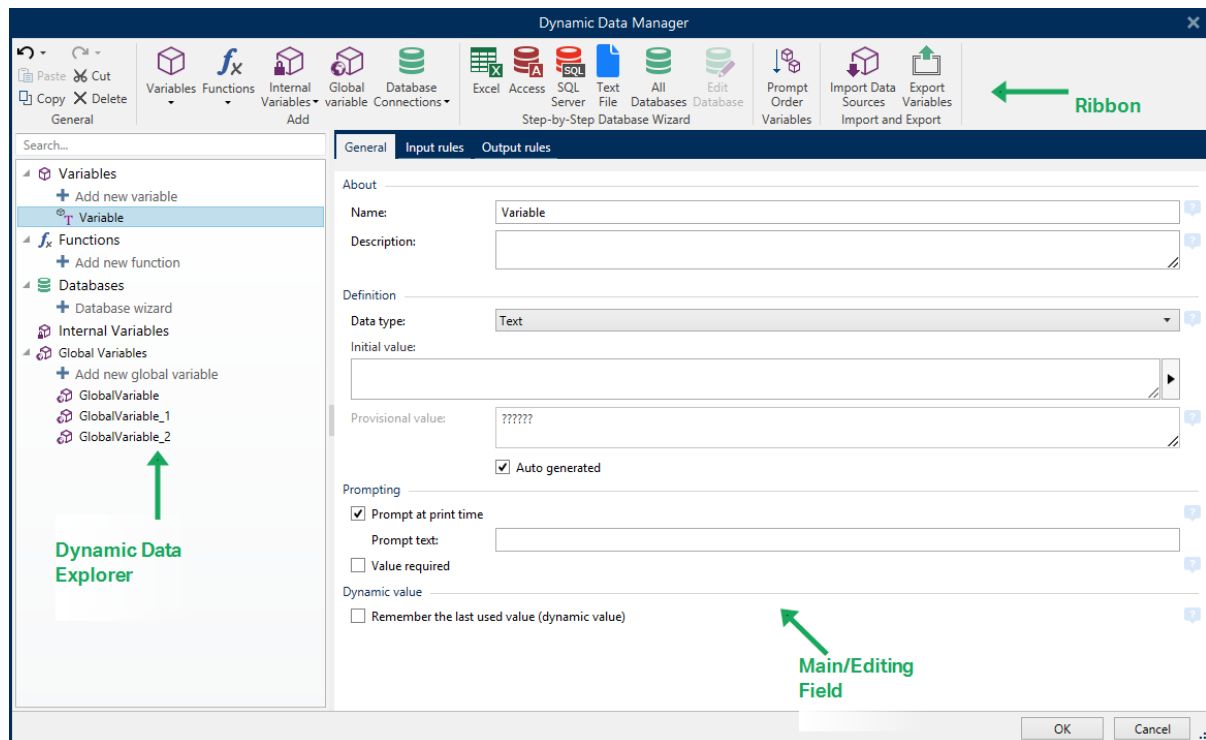 Dynamic Data Manager
Paste Cut
Copy Delete
General
Variables Functions Internal Variables Global variable Database Connections
Add
Excel Access SQL Server Text File All Databases Edit Database
Step-by-Step Database Wizard
Prompt Order
Variables
Import Data Sources Export Variables
Import and Export
Ribbon
Search...
Variables
Add new variable
Variable
Functions
Add new function
Databases
Database wizard
Internal Variables
Global Variables
Add new global variable
GlobalVariable
GlobalVariable_1
GlobalVariable_2
Dynamic Data
Explorer
General Input rules Output rules
About
Name: Variable
Description:
Definition
Data type: Text
Initial value:
Provisional value: ??????
Auto generated
Prompting
Prompt at print time
Prompt text:
Value required
Dynamic value
Remember the last used value (dynamic value)
Main/Editing
Field
OK Cancel